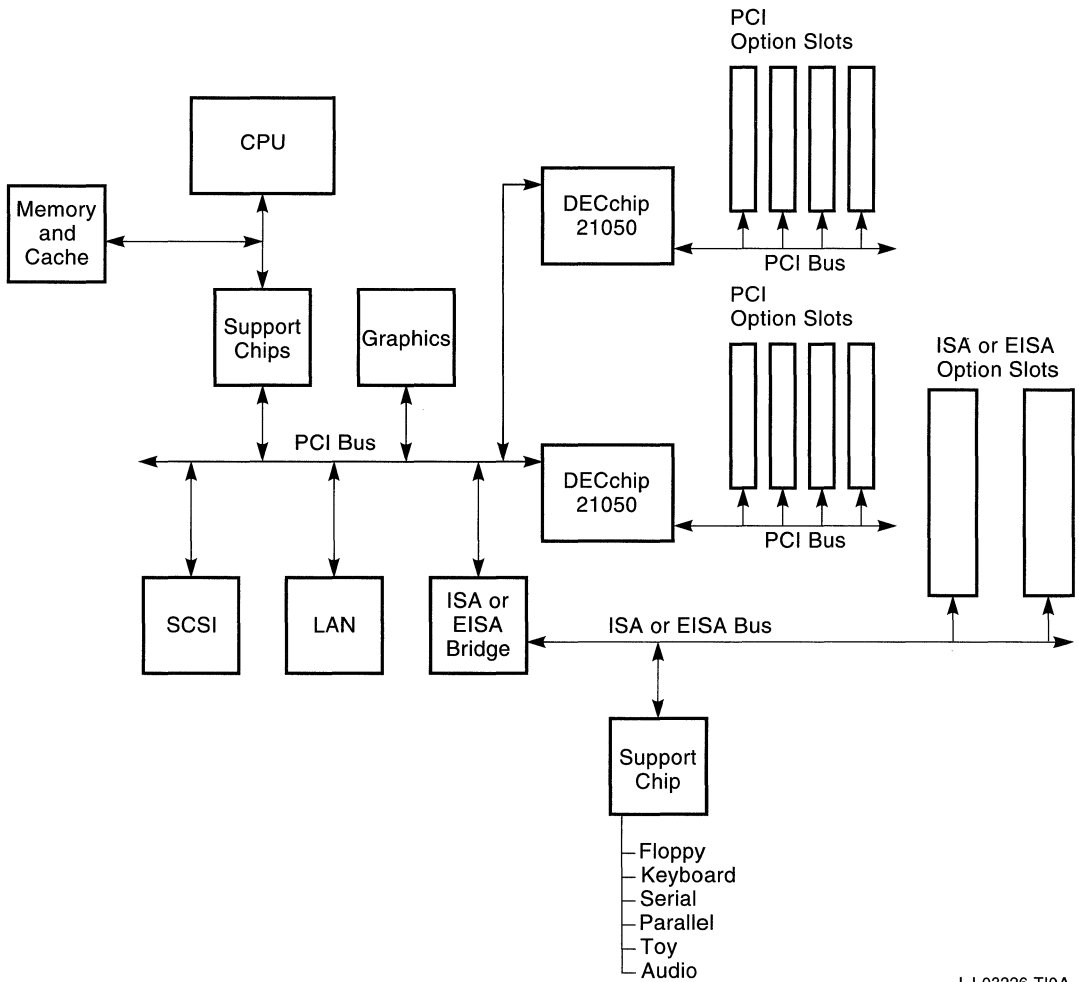 PCI
Option Slots
CPU
DECchip
21050
Memory
and
Cache
PCI Bus
PCI
Option Slots
Support
Chips
Graphics
ISA or EISA
Option Slots
PCI Bus
DECchip
21050
PCI Bus
SCSI
LAN
ISA or
EISA
Bridge
ISA or EISA Bus
Support
Chip
Floppy
Keyboard
Serial
Parallel
Toy
Audio